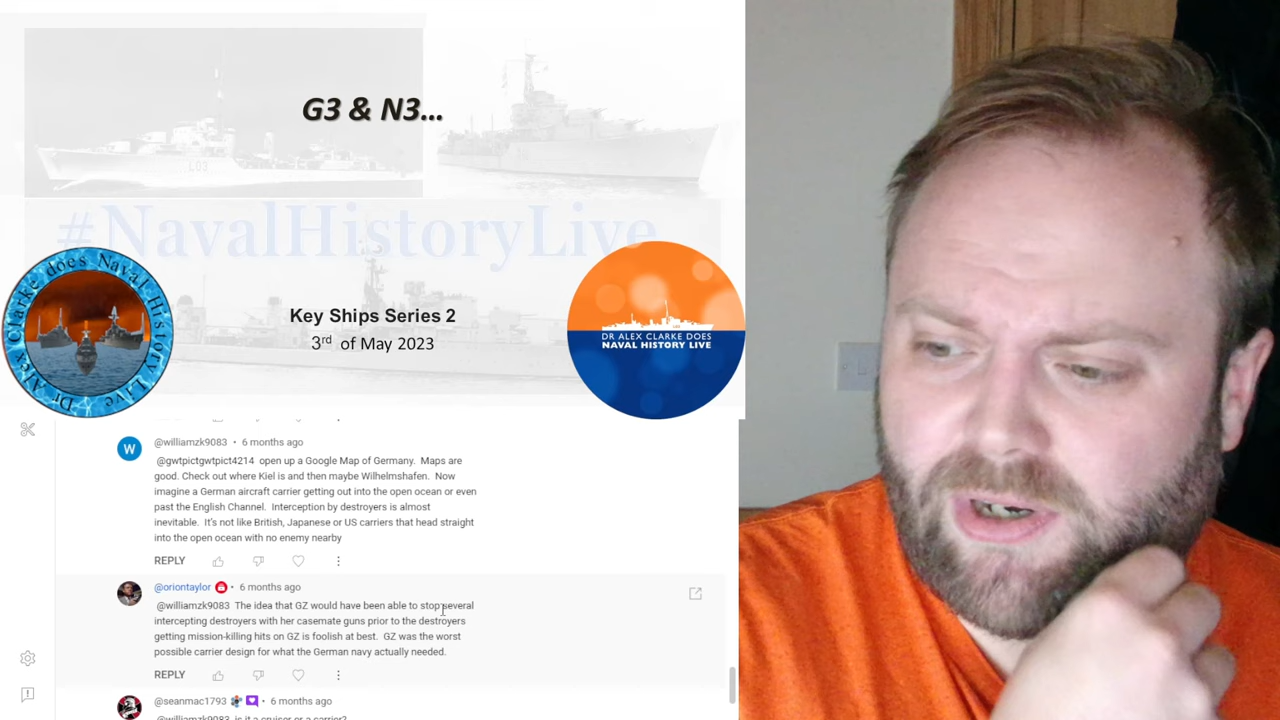 G3 & N3...
L03
#NavalHistoryLive
Dr Alex Clarke does Naval History Live
Key Ships Series 2
3rd of May 2023
DR ALEX CLARKE DOES
NAVAL HISTORY LIVE
W
@williamzk9083 • 6 months ago
@gwtpictgwtpict4214 open up a Google Map of Germany. Maps are
good. Check out where Kiel is and then maybe Wilhelmshafen. Now
imagine a German aircraft carrier getting out into the open ocean or even
past the English Channel. Interception by destroyers is almost
inevitable. It's not like British, Japanese or US carriers that head straight
into the open ocean with no enemy nearby
REPLY
@oriontaylor • 6 months ago
@williamzk9083 The idea that GZ would have been able to stop several
intercepting destroyers with her casemate guns prior to the destroyers
getting mission-killing hits on GZ is foolish at best. GZ was the worst
possible carrier design for what the German navy actually needed.
REPLY
@seanmac1793 • 6 months ago
@williamzk9083 is it a cruiser or a carrier?